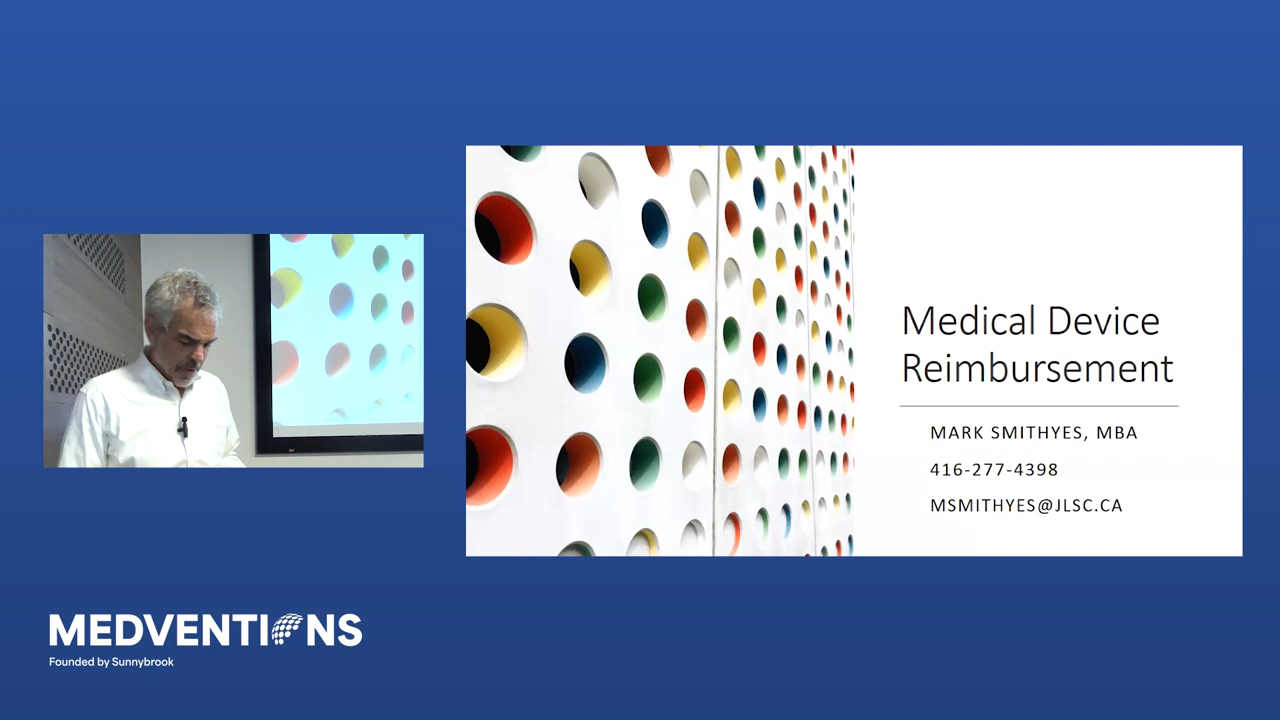 Medical Device
Reimbursement
MARK SMITHYES, MBA
416-277-4398
MSMITHYES@JLSC.CA
MEDVENTIONS
Founded by Sunnybrook